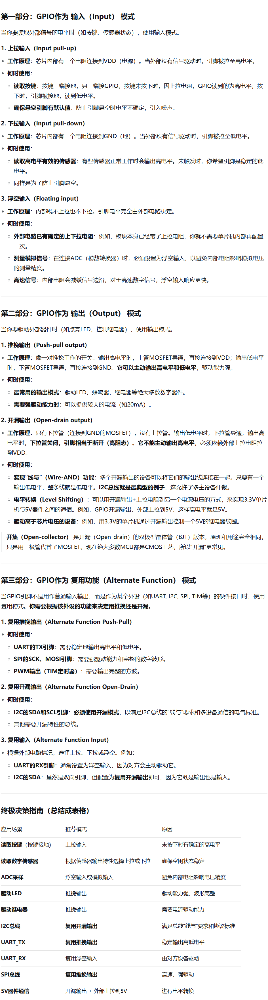 第一部分：GPIO作为 输入（Input） 模式
当你要读取外部信号的电平时（如按键、传感器状态），使用输入模式。
1. 上拉输入（Input pull-up）
工作原理：芯片内部有一个电阻连接到VDD（电源）。当外部没有信号驱动时，引脚被拉至高电平。
何时使用：
读取按键：按键一端接地，另一端接GPIO。按键未按下时，因上拉电阻，GPIO读到的为高电平；按
下时，引脚被接地，读到低电平。
确保悬空引脚有默认值：防止引脚悬空时电平不确定，引入噪声。
2. 下拉输入（Input pull-down）
工作原理：芯片内部有一个电阻连接到GND（地）。当外部没有信号驱动时，引脚被拉至低电平。
何时使用：
读取高电平有效的传感器：有些传感器正常工作时会输出高电平。未触发时，你希望引脚是稳定的低
电平。
同样是为了防止引脚悬空。
3. 浮空输入（Floating input）
工作原理：内部既不上拉也不下拉。引脚电平完全由外部电路决定。
何时使用：
外部电路已有确定的上下拉电阻：例如，模块本身已经带了上拉电阻，你就不需要单片机内部再配置
一次。
测量模拟信号：在连接ADC（模数转换器）时，必须设置为浮空输入，以避免内部电阻影响模拟电压
的测量精度。
高速信号：内部电阻会减缓信号边沿，对于高速数字信号，浮空输入响应更快。
第二部分：GPIO作为 输出（Output） 模式
当你要驱动外部器件时（如点亮LED、控制继电器），使用输出模式。
1. 推挽输出（Push-pull output）
工作原理：像一对推挽工作的开关。输出高电平时，上管MOSFET导通，直接连接到VDD；输出低电平
时，下管MOSFET导通，直接连接到GND。它可以主动输出高电平和低电平，驱动能力强。
何时使用：
最常用的输出模式：驱动LED、蜂鸣器、继电器等绝大多数数字器件。
需要强驱动能力时：可以提供较大的电流（如20mA）。
2. 开漏输出（Open-drain output）
工作原理：只有下拉管（连接到GND的MOSFET），没有上拉管。输出低电平时，下拉管导通；输出高
电平时，下拉管关闭，引脚相当于断开（高阻态）。它不能主动输出高电平，必须依赖外部上拉电阻拉
到VDD。
何时使用：
实现“线与”（Wire-AND）功能：多个开漏输出的设备可以将它们的输出线连接在一起。只要有一个
输出低电平，整条线就是低电平。I2C总线就是最典型的例子，这允许了多主设备仲裁。
电平转换（Level Shifting）：可以用开漏输出+上拉电阻到另一个电源电压的方式，来实现3.3V单片
机与5V器件之间的通信。例如，GPIO开漏输出，外部上拉到5V，这样高电平就是5V。
驱动高于芯片电压的设备：例如，用3.3V的单片机通过开漏输出控制一个5V的继电器线圈。
开集（Open-collector） 是开漏（Open-drain）的双极型晶体管（BJT）版本，原理和用途完全相同，
只是用三极管代替了MOSFET。现在绝大多数MCU都是CMOS工艺，所以“开漏”更常见。
第三部分：GPIO作为 复用功能（Alternate Function） 模式
当GPIO引脚不是用作普通输入输出，而是作为某个外设（如UART, I2C, SPI, TIM等）的硬件接口时，使用
复用模式。你需要根据该外设的功能来决定用推挽还是开漏。
1. 复用推挽输出（Alternate Function Push-Pull）
何时使用：
UART的TX引脚：需要稳定地输出高电平和低电平。
SPI的SCK、MOSI引脚：需要强驱动能力和完整的数字波形。
PWM输出（TIM定时器）：需要输出完整的方波。
2. 复用开漏输出（Alternate Function Open-Drain）
何时使用：
I2C的SDA和SCL引脚：必须使用开漏模式，以满足I2C总线的“线与”要求和多设备通信的电气标准。
其他需要开漏特性的总线。
3. 复用输入（Alternate Function Input）
根据外部电路情况，选择上拉、下拉或浮空。例如：
UART的RX引脚：通常设置为浮空输入，因为对方会主动驱动它。
I2C的SDA：虽然是双向引脚，但配置为复用开漏输出即可，因为它既是输出也是输入。
终极决策指南（总结成表格）
应用场景 推荐模式 原因
读取按键（按键接地） 上拉输入 未按下时有确定的高电平
读取数字传感器 根据传感器输出特性选择上拉或下拉 确保空闲状态稳定
ADC采样 浮空输入或模拟输入 避免内部电阻影响电压精度
驱动LED 推挽输出 驱动能力强，波形完整
驱动继电器 推挽输出 需要电流驱动能力
I2C总线 复用开漏输出 满足总线“线与”要求和协议标准
UART_TX 复用推挽输出 稳定输出高低电平
UART_RX 复用浮空输入 由对方设备驱动
SPI总线 复用推挽输出 高速、强驱动
5V器件通信 开漏输出 + 外部上拉到5V 进行电平转换